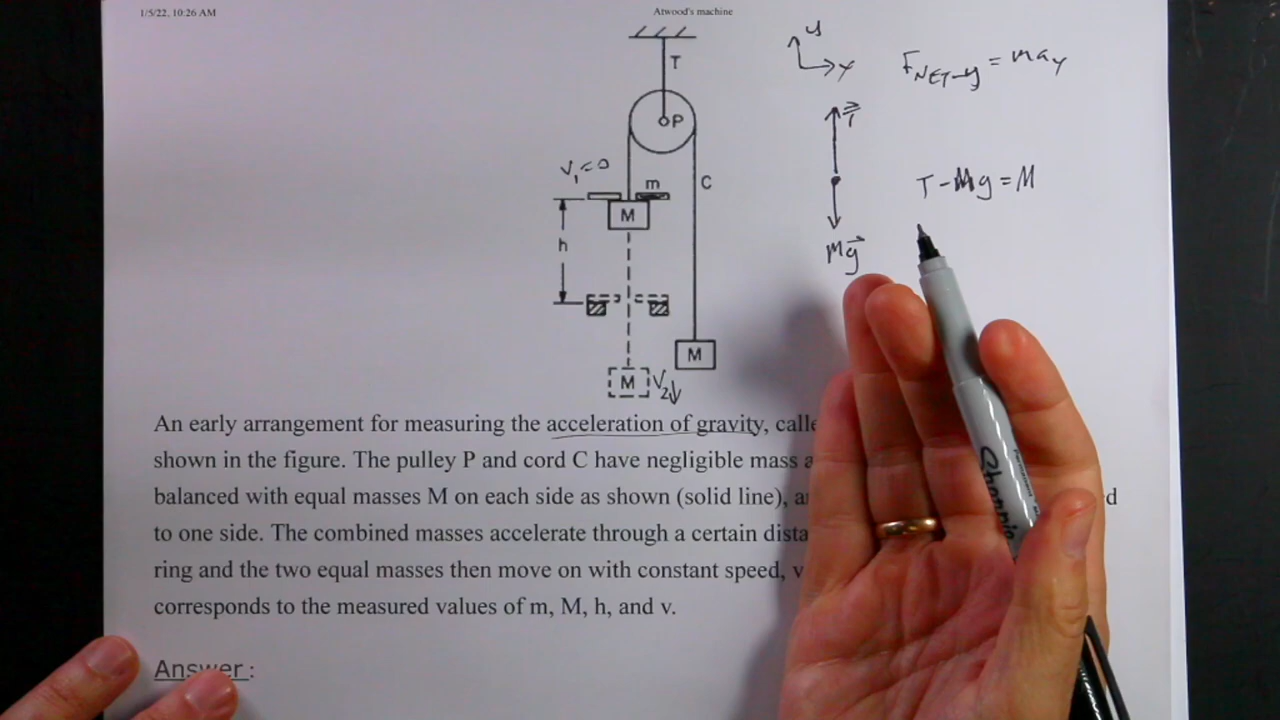 1/5/22, 10:26 AM
Atwood's machine
T
P
V₁=0
m
C
M
h
M
M V₂↓
y
x
F_NET-y = may
T
T-Mg=M
Mg
An early arrangement for measuring the acceleration of gravity,
shown in the figure. The pulley P and cord C have negligible mass
balanced with equal masses M on each side as shown (solid line),
to one side. The combined masses accelerate through a certain
ring and the two equal masses then move on with constant speed,
corresponds to the measured values of m, M, h, and v.
Answer :
Sharpie